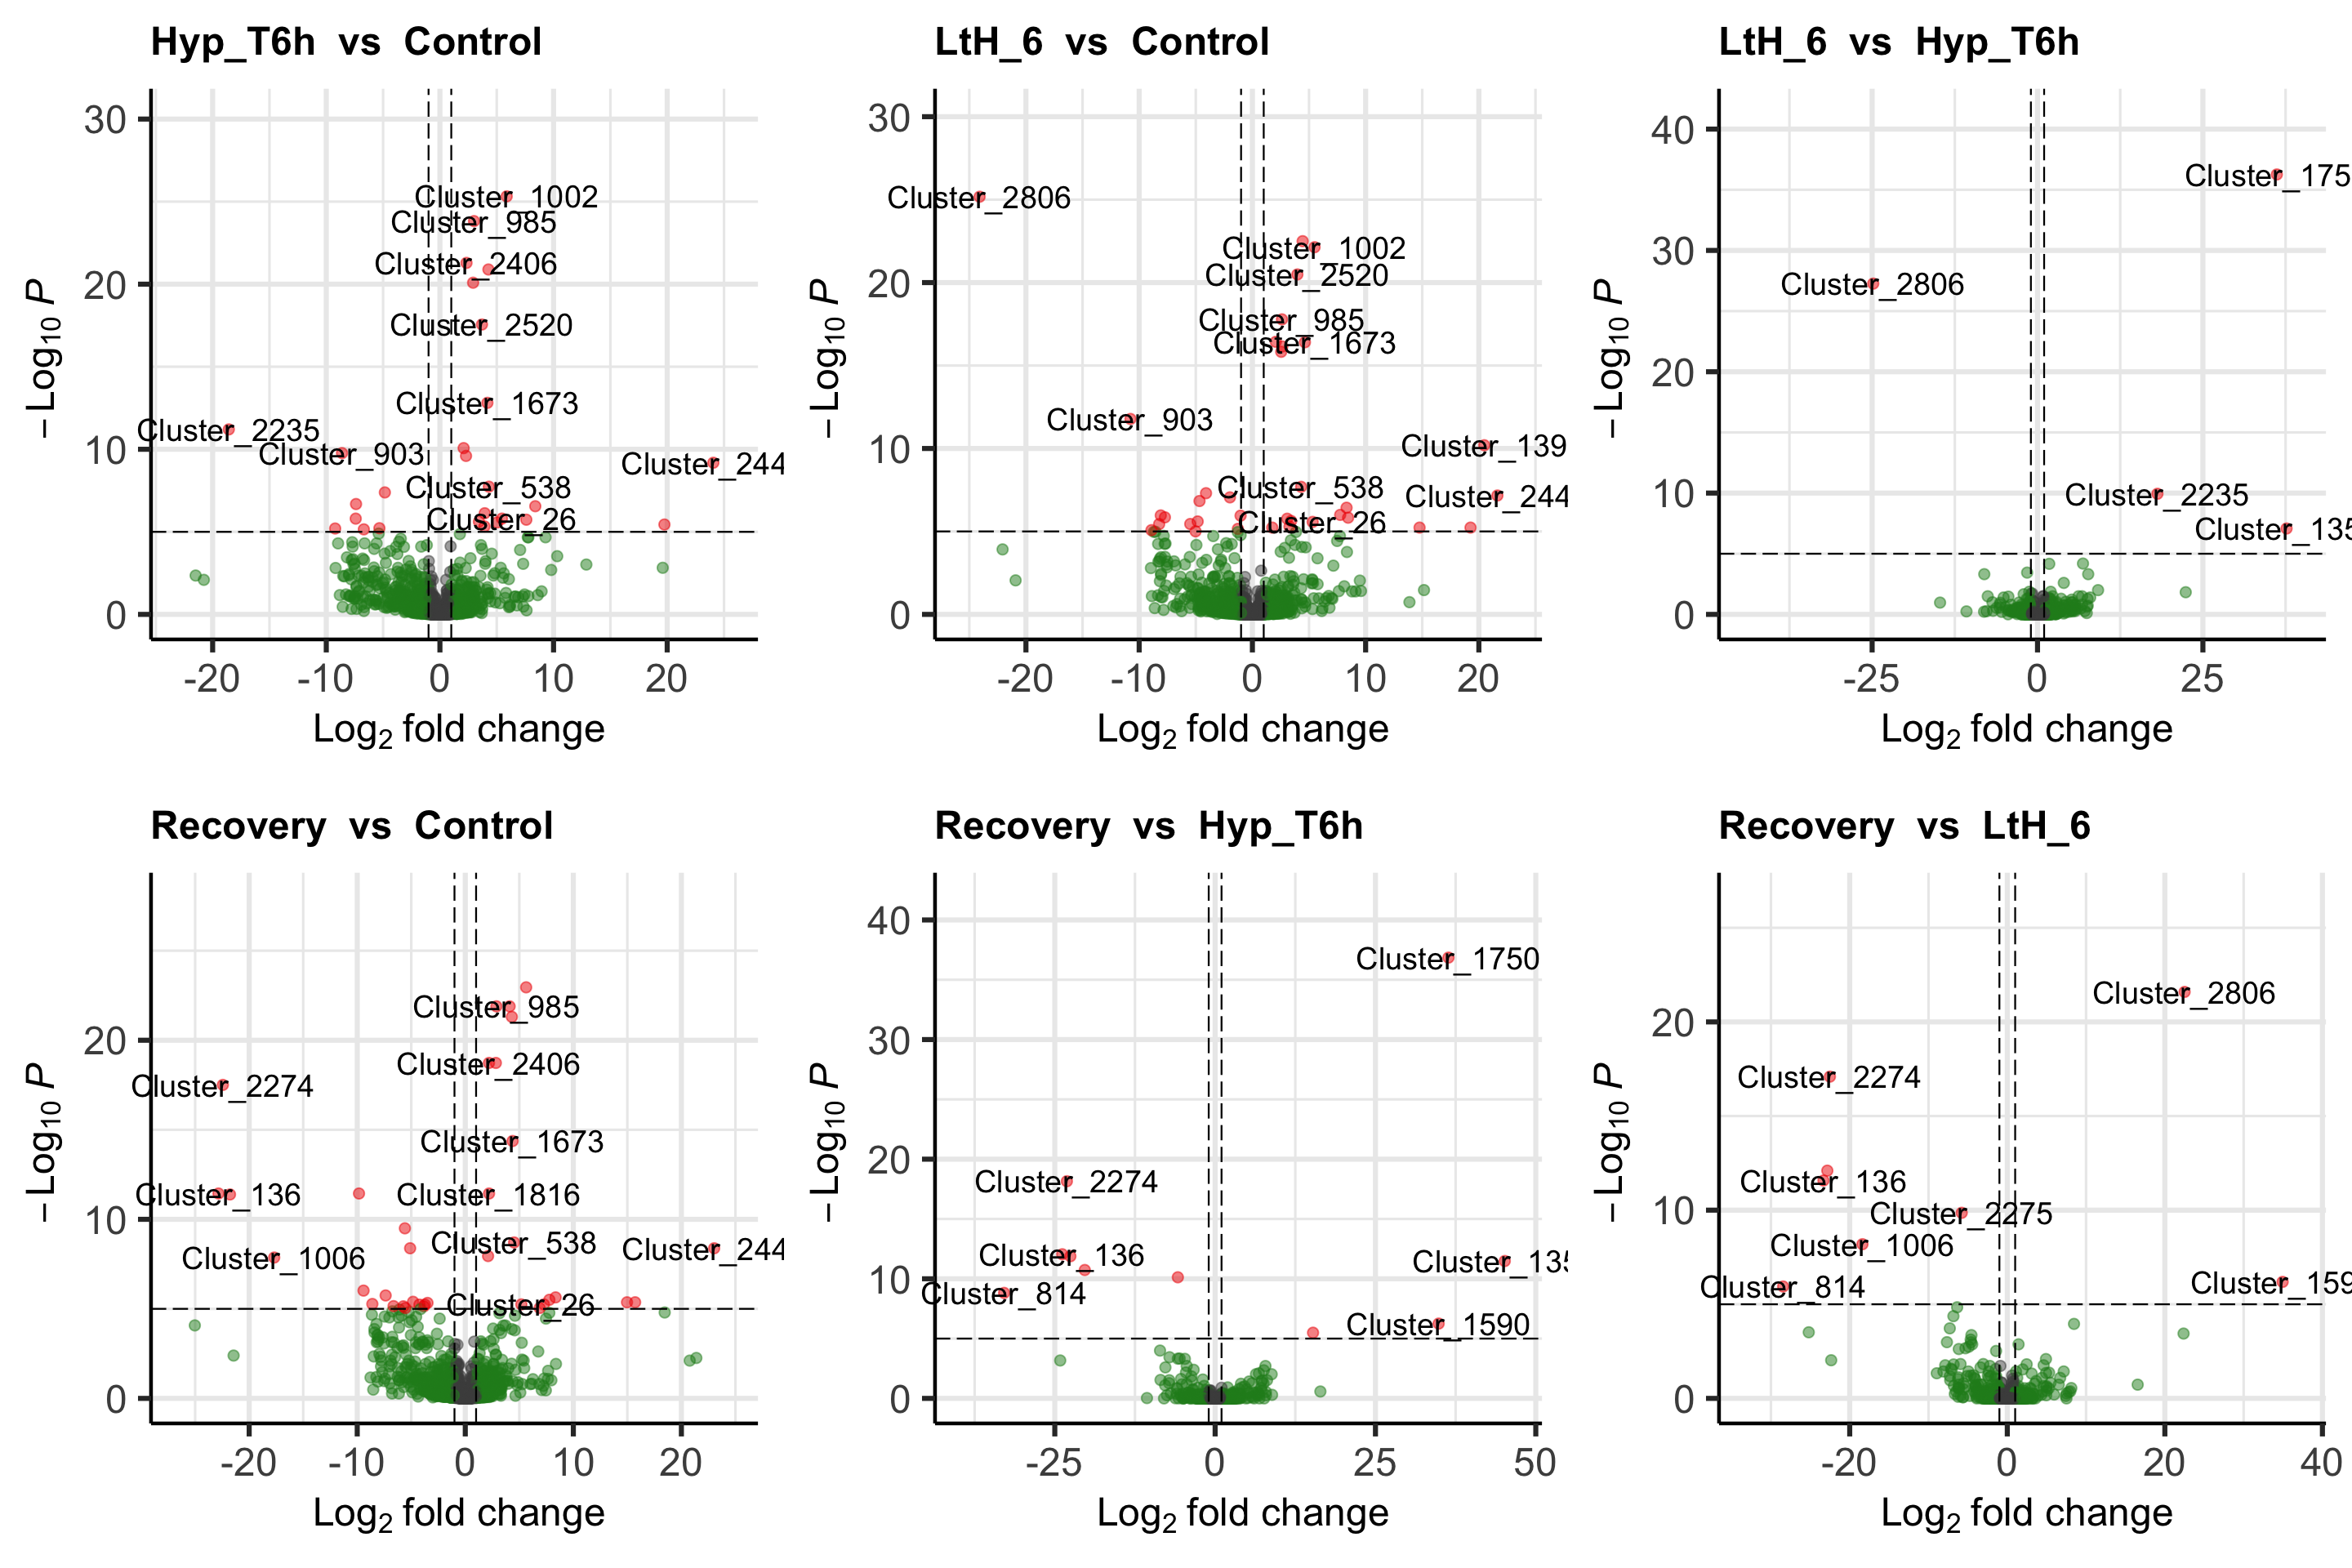 Hyp_T6h vs Control
− Log10 P
30
20
10
0
Cluster_1002
Cluster_985
Cluster_2406
Cluster_2520
Cluster_1673
Cluster_2235
Cluster_903
Cluster_244
Cluster_538
Cluster_26
-20 -10 0 10 20
Log2 fold change
LtH_6 vs Control
− Log10 P
30
20
10
0
Cluster_2806
Cluster_1002
Cluster_2520
Cluster_985
Cluster_1673
Cluster_903
Cluster_139
Cluster_538
Cluster_244
Cluster_26
-20 -10 0 10 20
Log2 fold change
LtH_6 vs Hyp_T6h
− Log10 P
40
30
20
10
0
Cluster_175
Cluster_2806
Cluster_2235
Cluster_135
-25 0 25
Log2 fold change
Recovery vs Control
− Log10 P
20
10
0
Cluster_985
Cluster_2406
Cluster_2274
Cluster_1673
Cluster_136
Cluster_1816
Cluster_538
Cluster_244
Cluster_1006
Cluster_26
-20 -10 0 10 20
Log2 fold change
Recovery vs Hyp_T6h
− Log10 P
40
30
20
10
0
Cluster_1750
Cluster_2274
Cluster_136
Cluster_135
Cluster_814
Cluster_1590
-25 0 25 50
Log2 fold change
Recovery vs LtH_6
− Log10 P
20
10
0
Cluster_2806
Cluster_2274
Cluster_136
Cluster_2275
Cluster_1006
Cluster_814
Cluster_159
-20 0 20 40
Log2 fold change